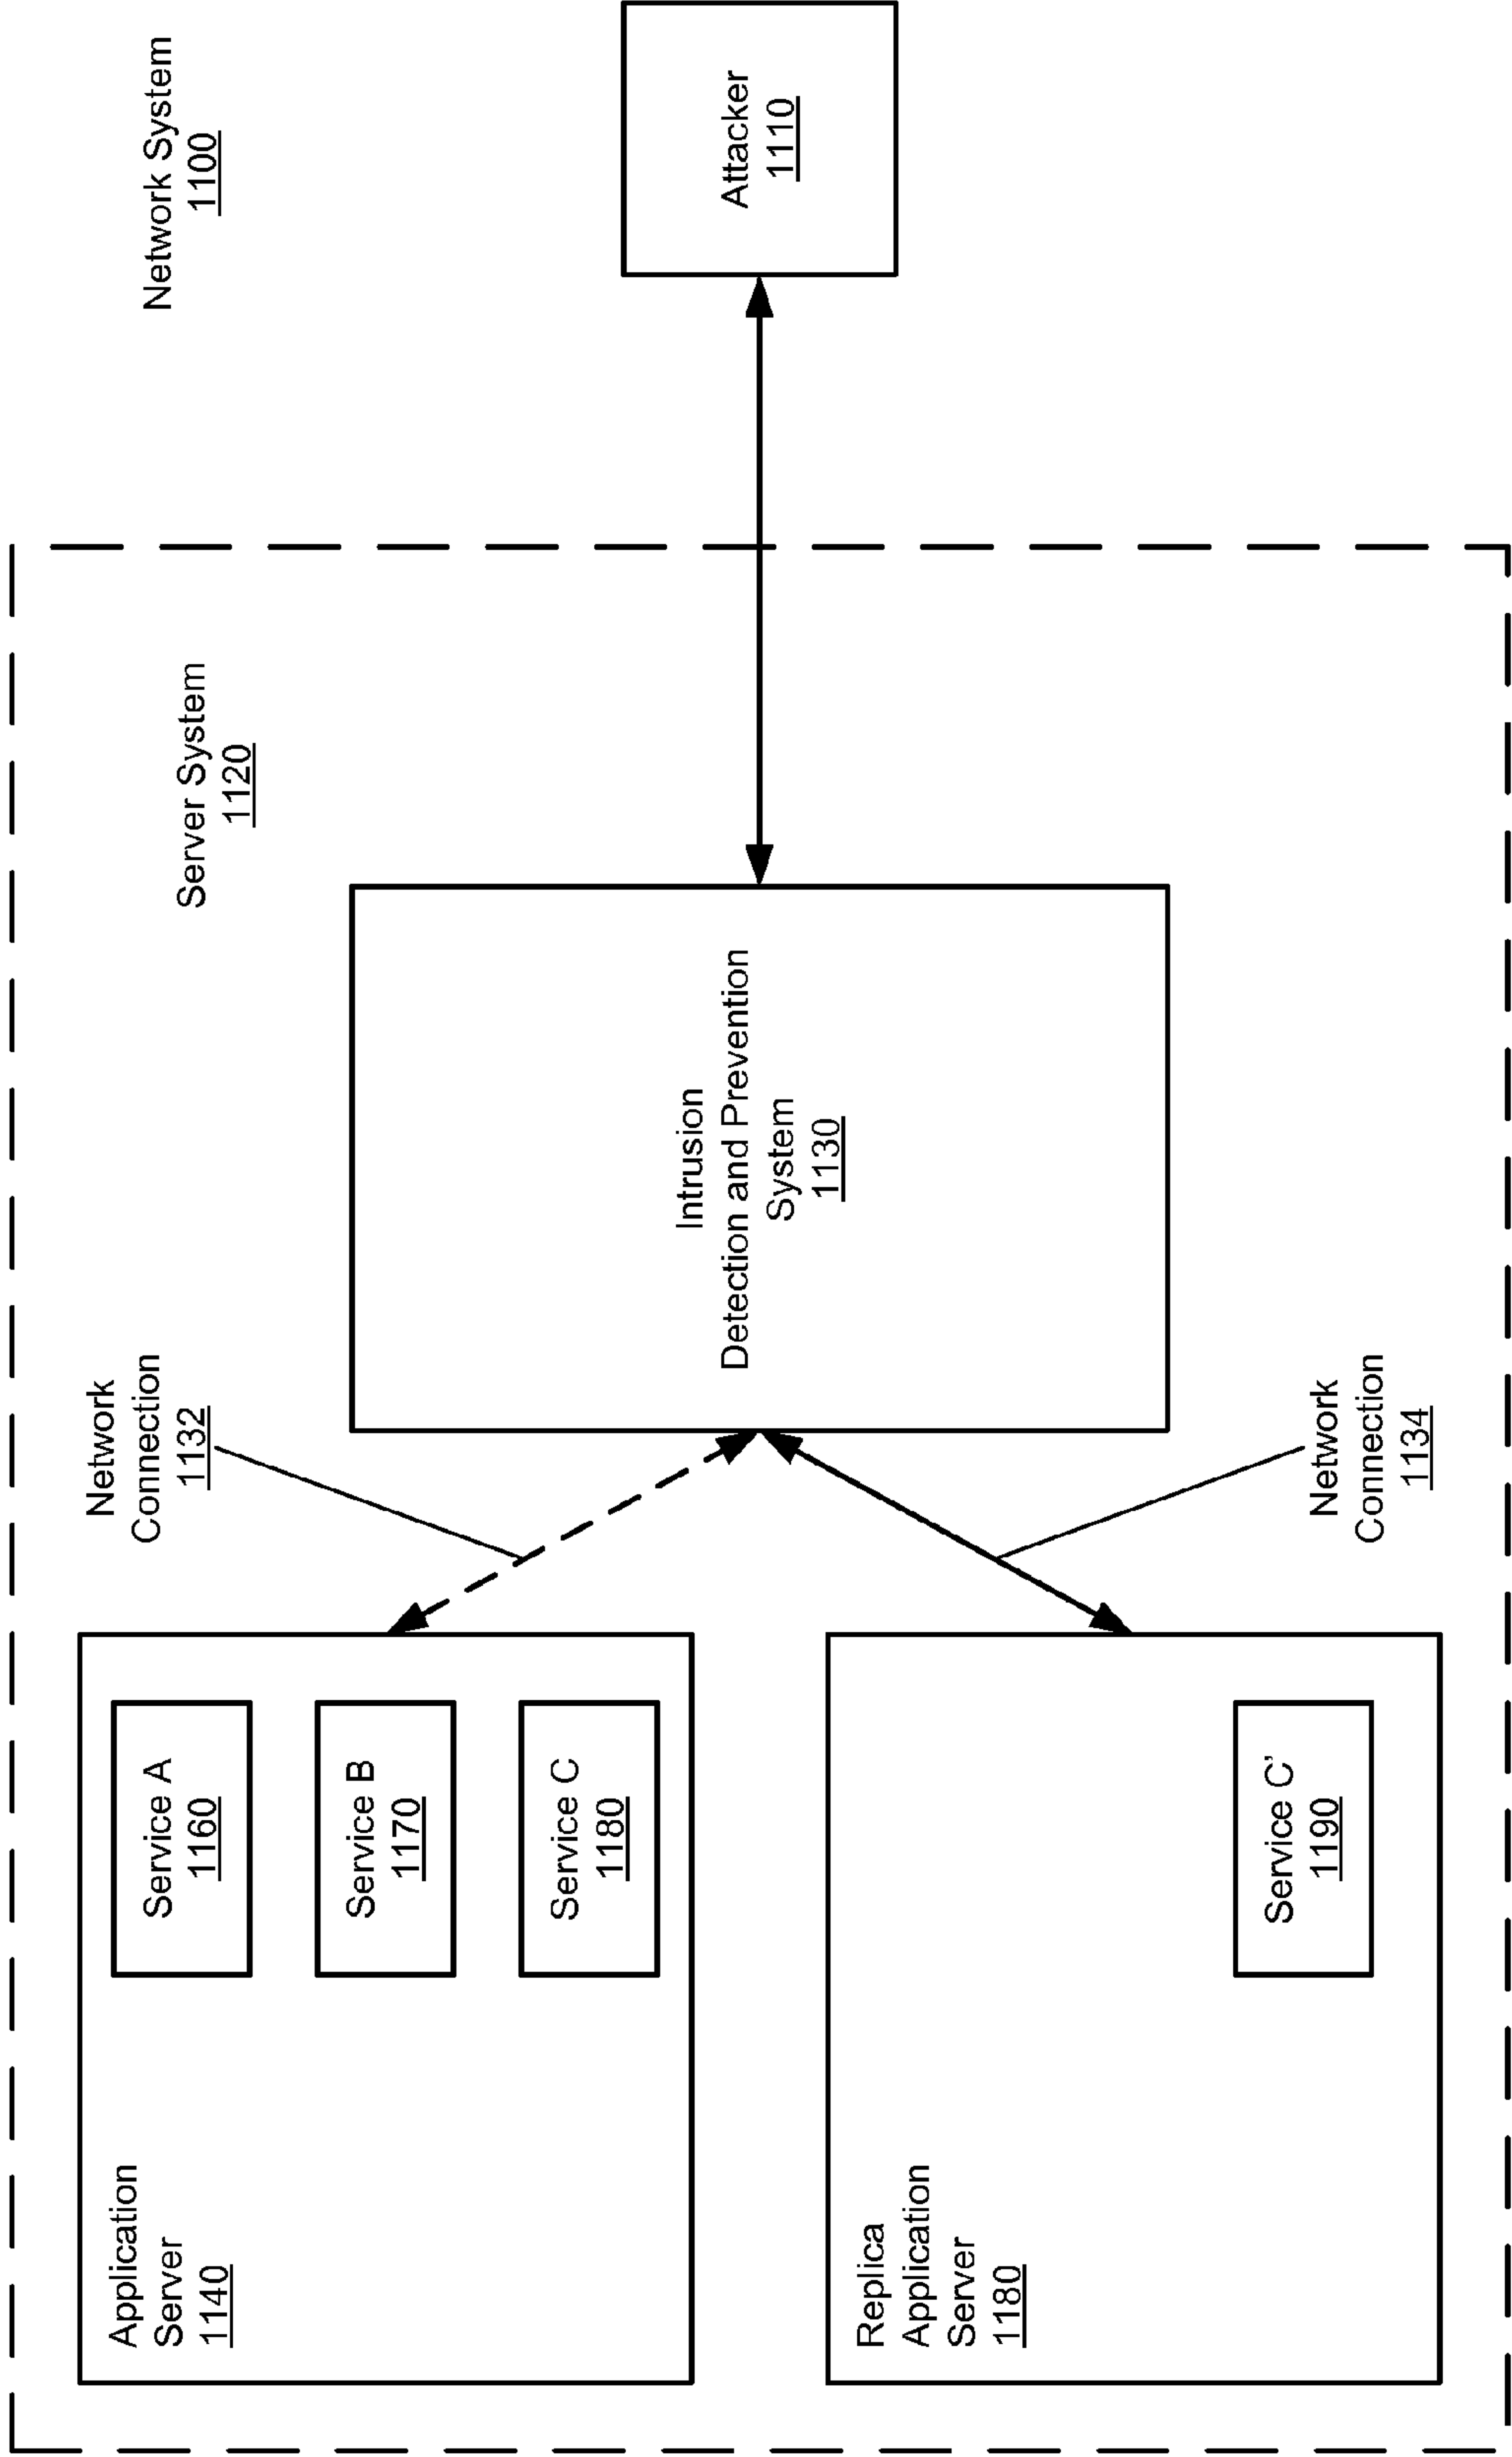 Network System
1100
Server System
1120
Attacker
1110
Intrusion
Detection and Prevention
System
1130
Network
Connection
1132
Network
Connection
1134
Application
Server
1140
Service A
1160
Service B
1170
Service C
1180
Replica
Application
Server
1180
Service C’
1190